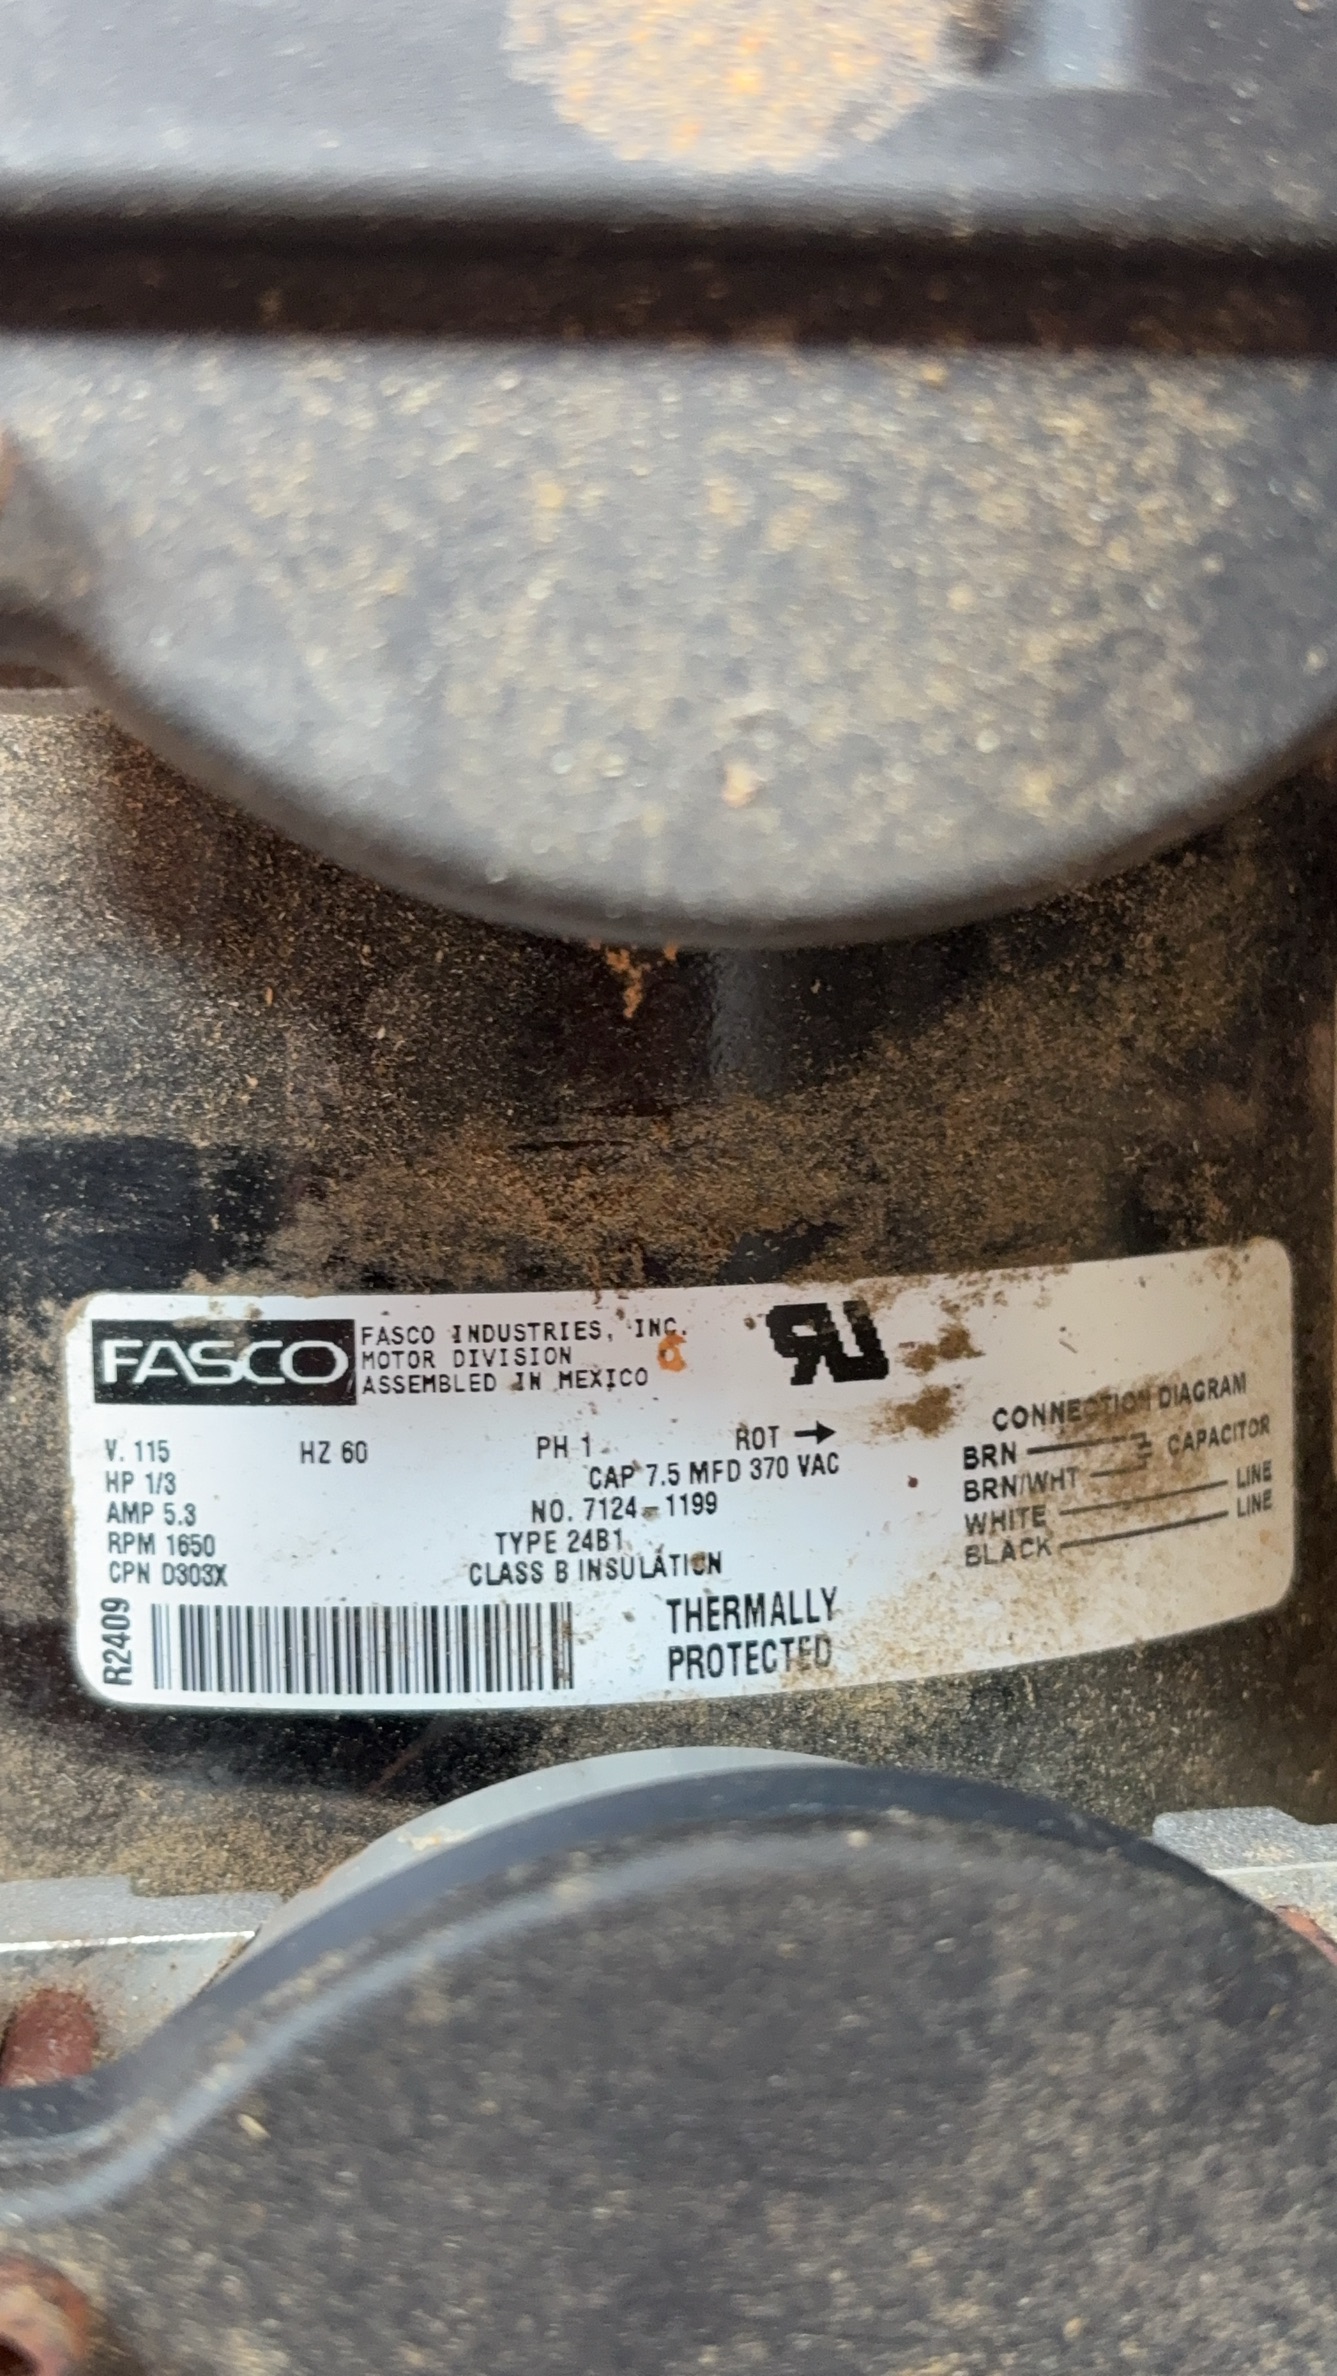 FASCO
FASCO INDUSTRIES, INC.
MOTOR DIVISION
ASSEMBLED IN MEXICO
V. 115 HZ 60 PH 1 ROT →
HP 1/3 CAP 7.5 MFD 370 VAC
AMP 5.3 NO. 7124-1199
RPM 1650 TYPE 24B1
CPN D303X CLASS B INSULATION
R2409
THERMALLY
PROTECTED
CONNECTION DIAGRAM
BRN CAPACITOR
BRN/WHT
WHITE LINE
BLACK LINE